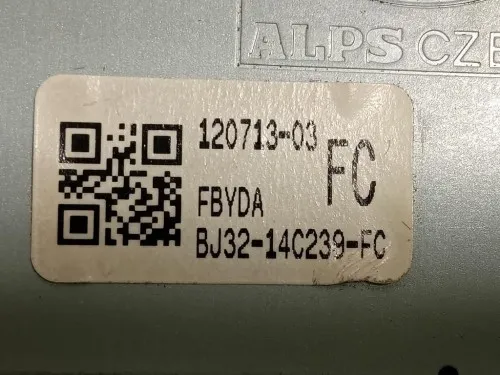 ALPS CZE
120713-03
FC
FBYDA
BJ32-14C239-FC